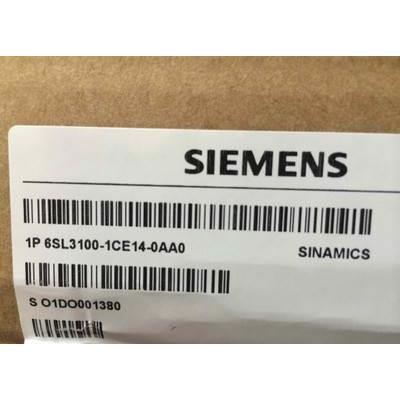 SIEMENS
1P 6SL3100-1CE14-0AA0
SINAMICS
S O1DO001380